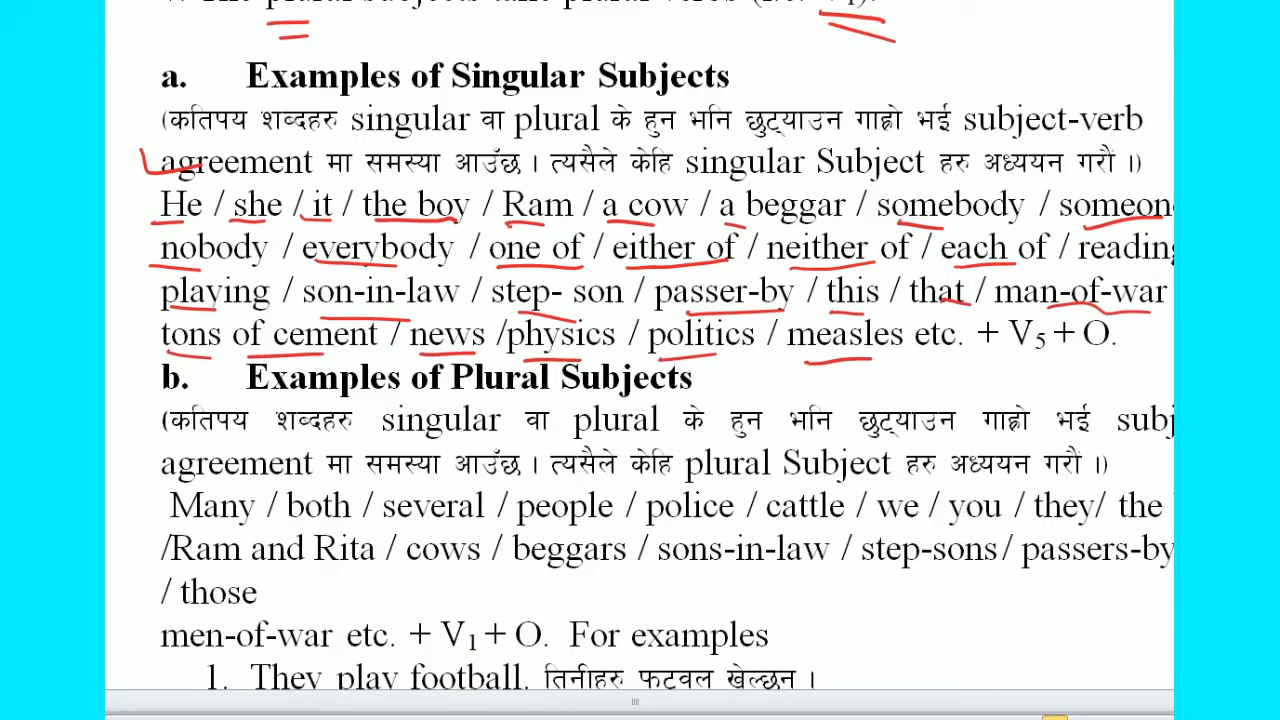 plural subjects take plural verbs
a. Examples of Singular Subjects
(कतिपय शब्दहरु singular वा plural के हुन भनि छुट्याउन गाह्रो भई subject-verb
agreement मा समस्या आउँछ । त्यसैले केहि singular Subject हरु अध्ययन गरौं ।)
He / she / it / the boy / Ram / a cow / a beggar / somebody / someon
nobody / everybody / one of / either of / neither of / each of / reading
playing / son-in-law / step- son / passer-by / this / that / man-of-war
tons of cement / news /physics / politics / measles etc. + V5 + O.
b. Examples of Plural Subjects
(कतिपय शब्दहरु singular वा plural के हुन भनि छुट्याउन गाह्रो भई subj
agreement मा समस्या आउँछ । त्यसैले केहि plural Subject हरु अध्ययन गरौं ।)
Many / both / several / people / police / cattle / we / you / they/ the
/Ram and Rita / cows / beggars / sons-in-law / step-sons / passers-by
/ those
men-of-war etc. + V1 + O. For examples
1. They play football. तिनीहरु फुटवल खेल्छन ।